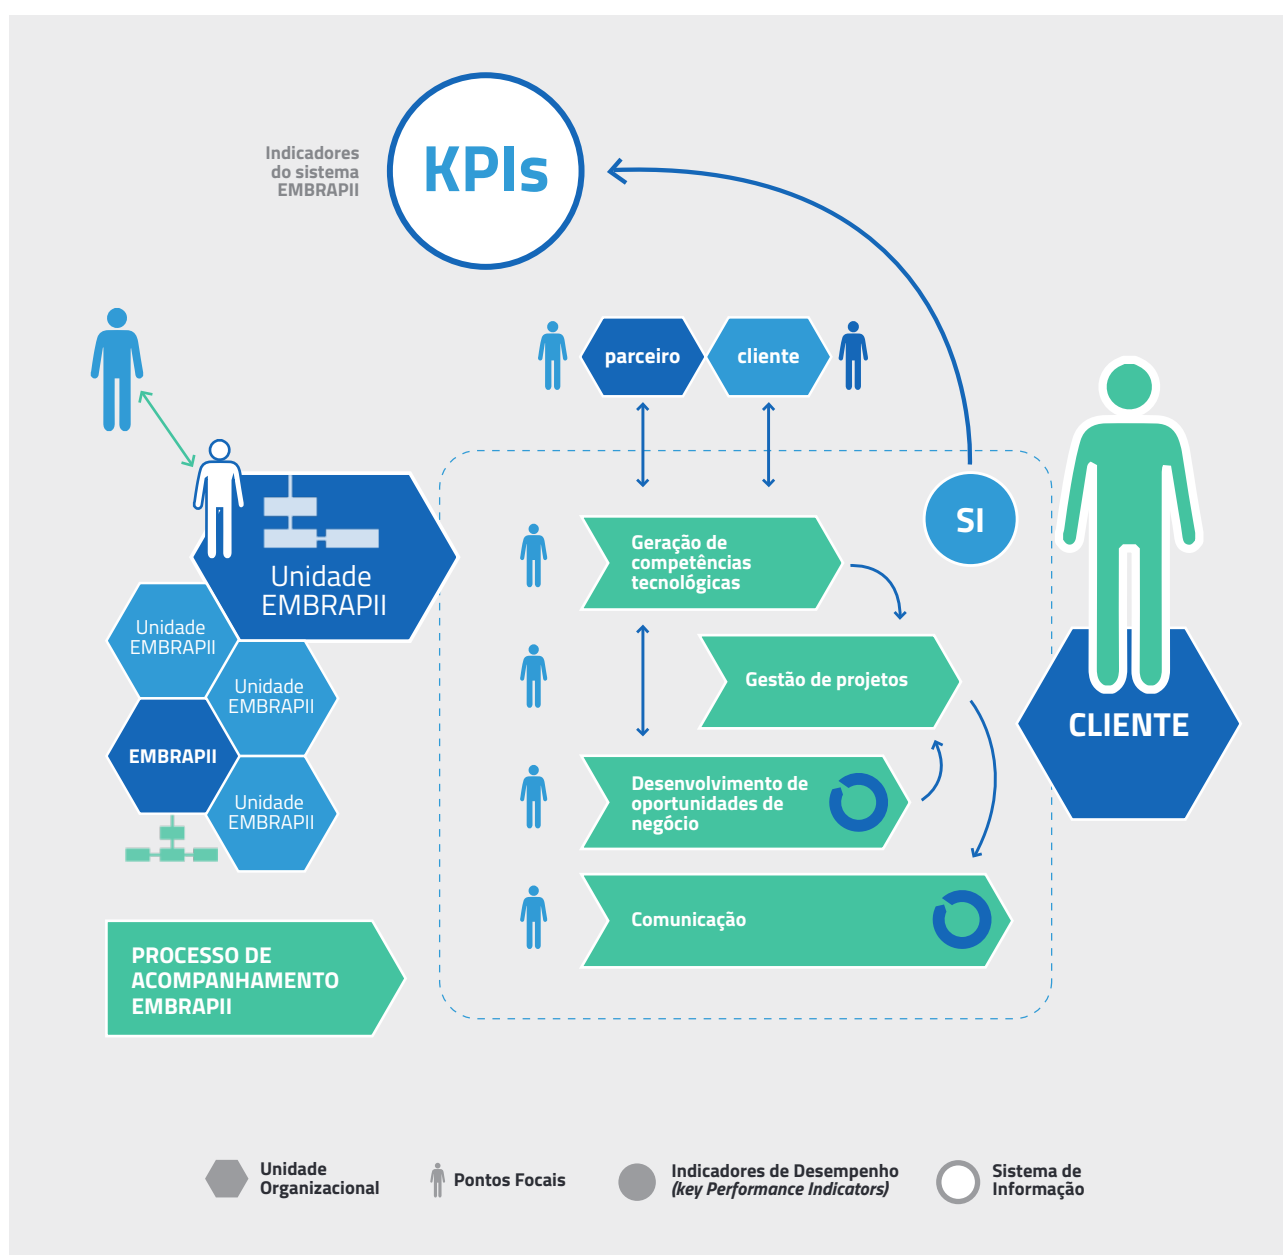 Indicadores
do sistema
EMBRAPII
KPIs
parceiro
cliente
SI
Geração de
competências
tecnológicas
Unidade
EMBRAPII
Unidade
EMBRAPII
Unidade
EMBRAPII
EMBRAPII
Unidade
EMBRAPII
Gestão de projetos
CLIENTE
Desenvolvimento de
oportunidades de
negócio
Comunicação
PROCESSO DE
ACOMPANHAMENTO
EMBRAPII
Unidade
Organizacional
Pontos Focais
Indicadores de Desempenho
(key Performance Indicators)
Sistema de
Informação